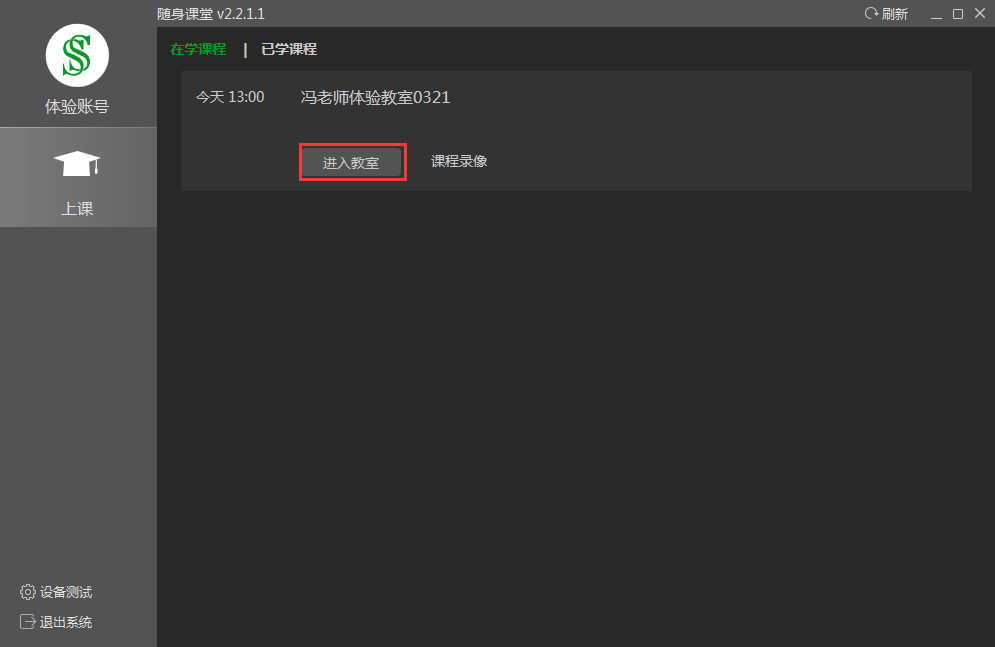 随身课堂 v2.2.1.1
刷新
体验账号
上课
设备测试
退出系统
在学课程 | 已学课程
今天 13:00 冯老师体验教室0321
进入教室 课程录像